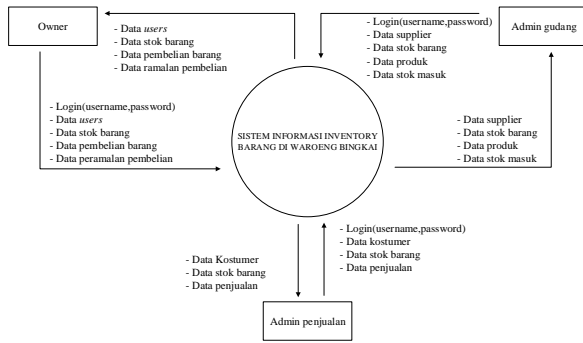 Owner
- Data users
- Data stok barang
- Data pembelian barang
- Data ramalan pembelian
- Login(username,password)
- Data supplier
- Data stok barang
- Data produk
- Data stok masuk
Admin gudang
- Login(username,password)
- Data users
- Data stok barang
- Data pembelian barang
- Data peramalan pembelian
SISTEM INFORMASI INVENTORY
BARANG DI WAROENG BINGKAI
- Data supplier
- Data stok barang
- Data produk
- Data stok masuk
- Data Kostumer
- Data stok barang
- Data penjualan
- Login(username,password)
- Data kostumer
- Data stok barang
- Data penjualan
Admin penjualan